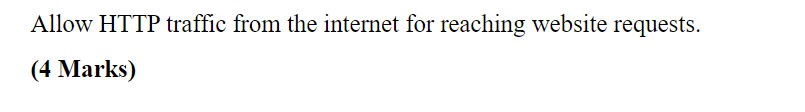 Allow HTTP traffic from the internet for reaching website requests.
(4 Marks)